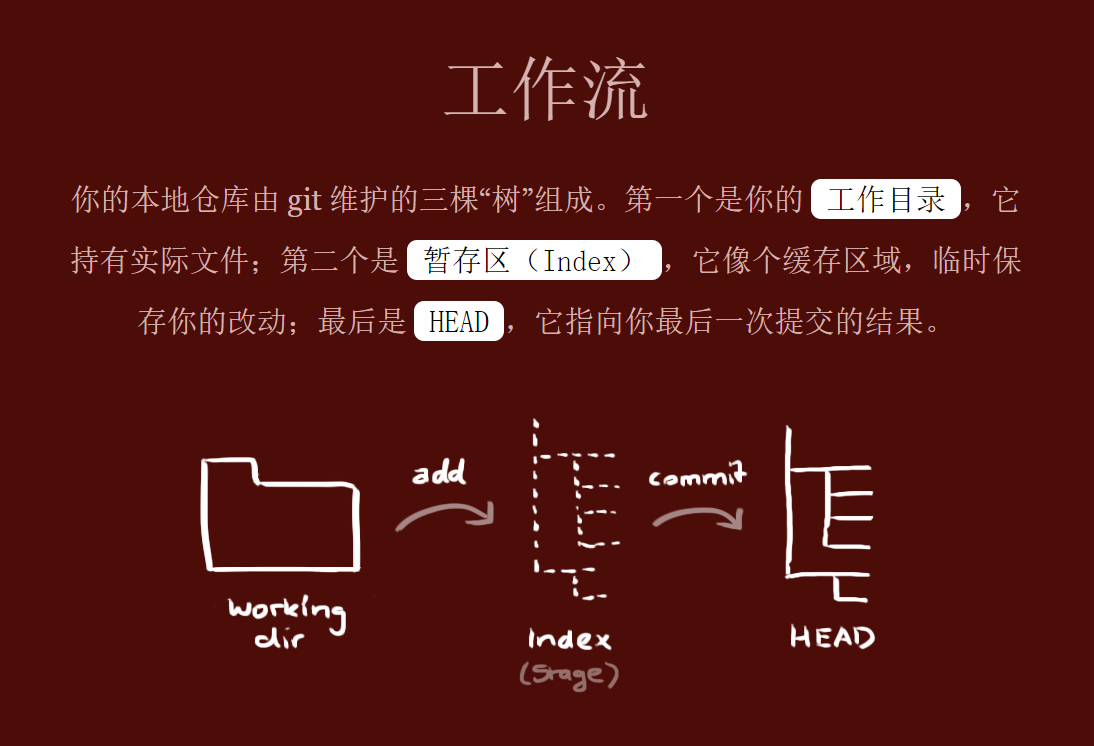 工作流
你的本地仓库由 git 维护的三棵“树”组成。第一个是你的 工作目录，它
持有实际文件；第二个是 暂存区（Index），它像个缓存区域，临时保
存你的改动；最后是 HEAD，它指向你最后一次提交的结果。
add
commit
working
dir
Index
(Stage)
HEAD